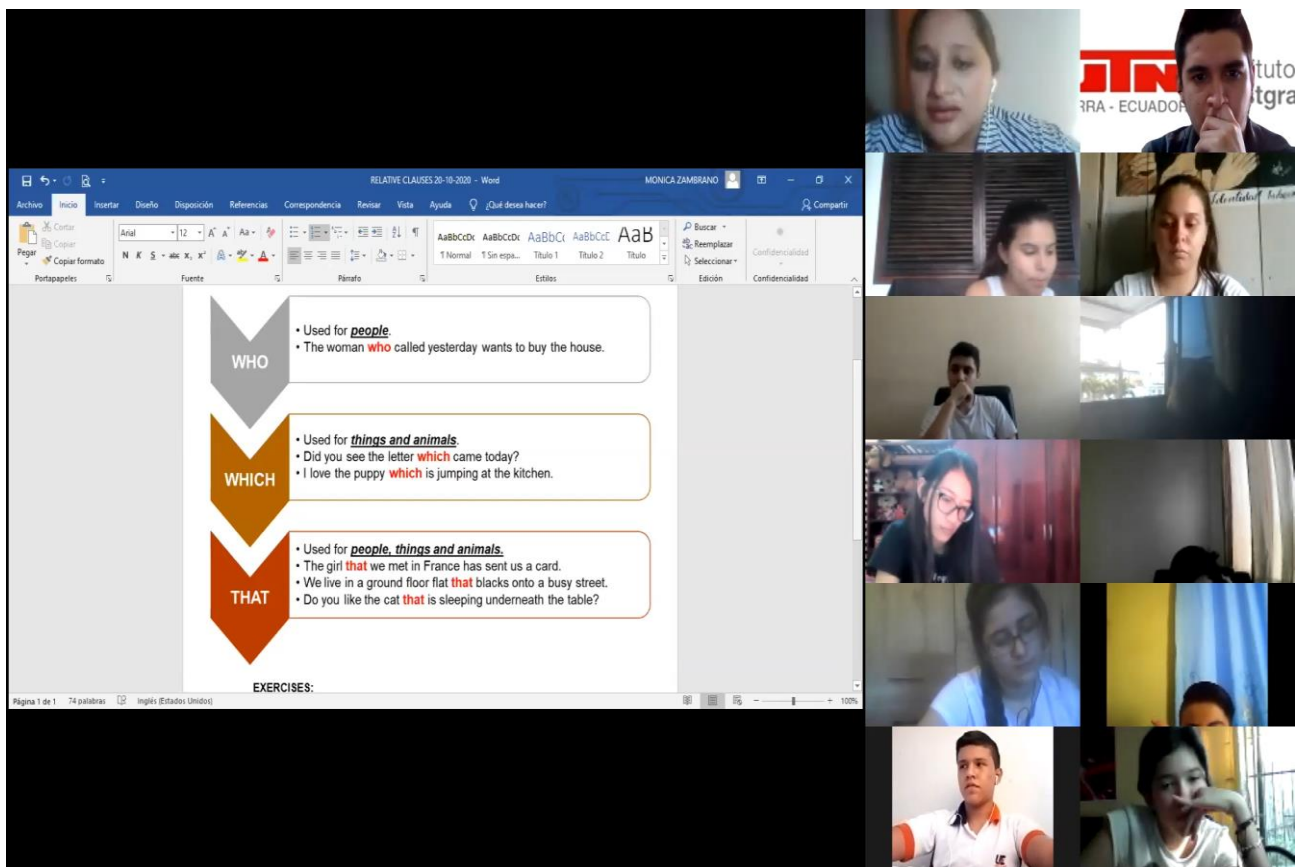 RELATIVE CLAUSES 20-10-2020 - Word
MONICA ZAMBRANO
Archivo Inicio Insertar Diseño Disposición Referencias Correspondencia Revisar Vista Ayuda ¿Qué desea hacer? Compartir
Pegar
Cortar
Copiar
Copiar formato
Portapapeles
Arial 12
N K S abc x, x²
Fuente
Párrafo
AaBbCcDc AaBbCcDc AaBbCc AaBbCcC AaB
¶ Normal ¶ Sin espa... Título 1 Título 2 Título
Estilos
Buscar
Reemplazar
Seleccionar
Edición
Confidencialidad
Confidencialidad
WHO
• Used for people.
• The woman who called yesterday wants to buy the house.
WHICH
• Used for things and animals.
• Did you see the letter which came today?
• I love the puppy which is jumping at the kitchen.
THAT
• Used for people, things and animals.
• The girl that we met in France has sent us a card.
• We live in a ground floor flat that blacks onto a busy street.
• Do you like the cat that is sleeping underneath the table?
EXERCISES:
Página 1 de 1 74 palabras Inglés (Estados Unidos) 100%
UTN
RRA - ECUADOR
tuto
tgra